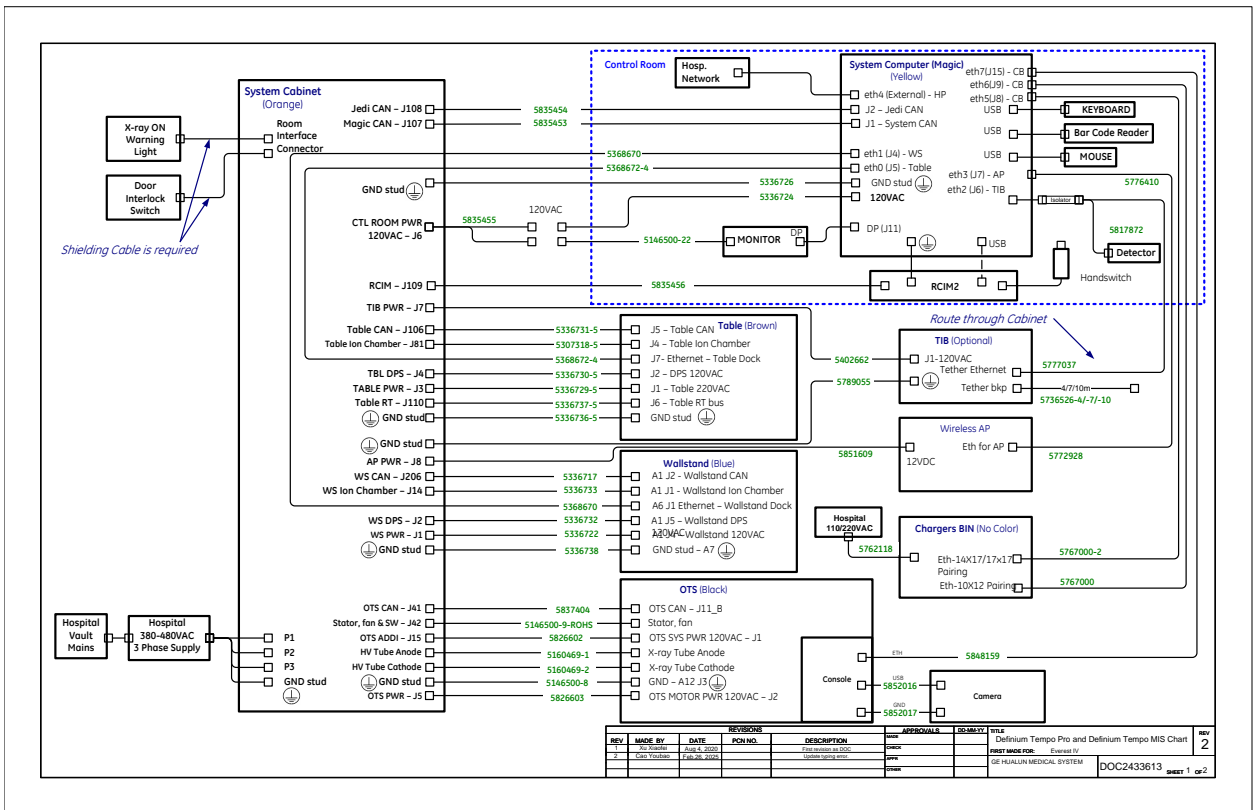 Control Room
Hosp.
Network
System Computer (Magic)
(Yellow)
eth7(J15) - CB
eth6(J9) - CB
eth5(J8) - CB
eth4 (External) - HP
J2 – Jedi CAN
J1 – System CAN
USB
KEYBOARD
USB
Bar Code Reader
USB
MOUSE
eth1 (J4) - WS
eth0 (J5) - Table
GND stud
120VAC
eth3 (J7) - AP
eth2 (J6) - TIB
5776410
Isolator
5817872
Detector
DP (J11)
USB
Handswitch
RCIM2
MONITOR
DP
System Cabinet
(Orange)
Room
Interface
Connector
X-ray ON
Warning
Light
Door
Interlock
Switch
Shielding Cable is required
Jedi CAN – J108
5835454
Magic CAN – J107
5835453
5368670
5368672-4
GND stud
5336726
5336724
120VAC
CTL ROOM PWR
120VAC – J6
5835455
5146500-22
RCIM – J109
5835456
TIB PWR – J7
Table CAN – J106
5336731-5
Table Ion Chamber – J81
5307318-5
5368672-4
TBL DPS – J4
5336730-5
TABLE PWR – J3
5336729-5
Table RT – J110
5336737-5
GND stud
5336736-5
GND stud
AP PWR – J8
WS CAN – J206
5336717
WS Ion Chamber – J14
5336733
5368670
WS DPS – J2
5336732
WS PWR – J1
5336722
GND stud
5336738
OTS CAN – J41
5837404
Stator, fan & SW – J42
5146500-9-ROHS
OTS ADDI – J15
5826602
HV Tube Anode
5160469-1
HV Tube Cathode
5160469-2
GND stud
5146500-8
OTS PWR – J5
5826603
Table (Brown)
J5 – Table CAN
J4 – Table Ion Chamber
J7- Ethernet – Table Dock
J2 – DPS 120VAC
J1 – Table 220VAC
J6 – Table RT bus
GND stud
Wallstand (Blue)
A1 J2 - Wallstand CAN
A1 J1 - Wallstand Ion Chamber
A6 J1 Ethernet – Wallstand Dock
A1 J5 – Wallstand DPS
120VAC
A1 J4 – Wallstand 120VAC
GND stud – A7
OTS (Black)
OTS CAN – J11_B
Stator, fan
OTS SYS PWR 120VAC – J1
X-ray Tube Anode
X-ray Tube Cathode
GND – A12 J3
OTS MOTOR PWR 120VAC – J2
Console
ETH
5848159
USB
5852016
GND
5852017
Camera
Route through Cabinet
TIB (Optional)
J1-120VAC
Tether Ethernet
Tether bkp
5402662
5789055
5777037
4/7/10m
5736526-4/-7/-10
Wireless AP
Eth for AP
12VDC
5851609
5772928
Hospital
110/220VAC
5762118
Chargers BIN (No Color)
Eth-14X17/17x17
Pairing
Eth-10X12 Pairing
5767000-2
5767000
Hospital
Vault
Mains
Hospital
380-480VAC
3 Phase Supply
P1
P2
P3
GND stud
REVISIONS
REV MADE BY DATE PCN NO. DESCRIPTION
1 Xu Xiaofei Aug 4, 2020 First revision as DOC
2 Cao Youbao Feb.26, 2025 Update typing error.
APPROVALS DD-MM-YY
MADE
CHECK
APPR
OTHER
TITLE
Definium Tempo Pro and Definium Tempo MIS Chart
FIRST MADE FOR: Everest IV
GE HUALUN MEDICAL SYSTEM
DOC2433613
SHEET 1 OF 2
REV
2